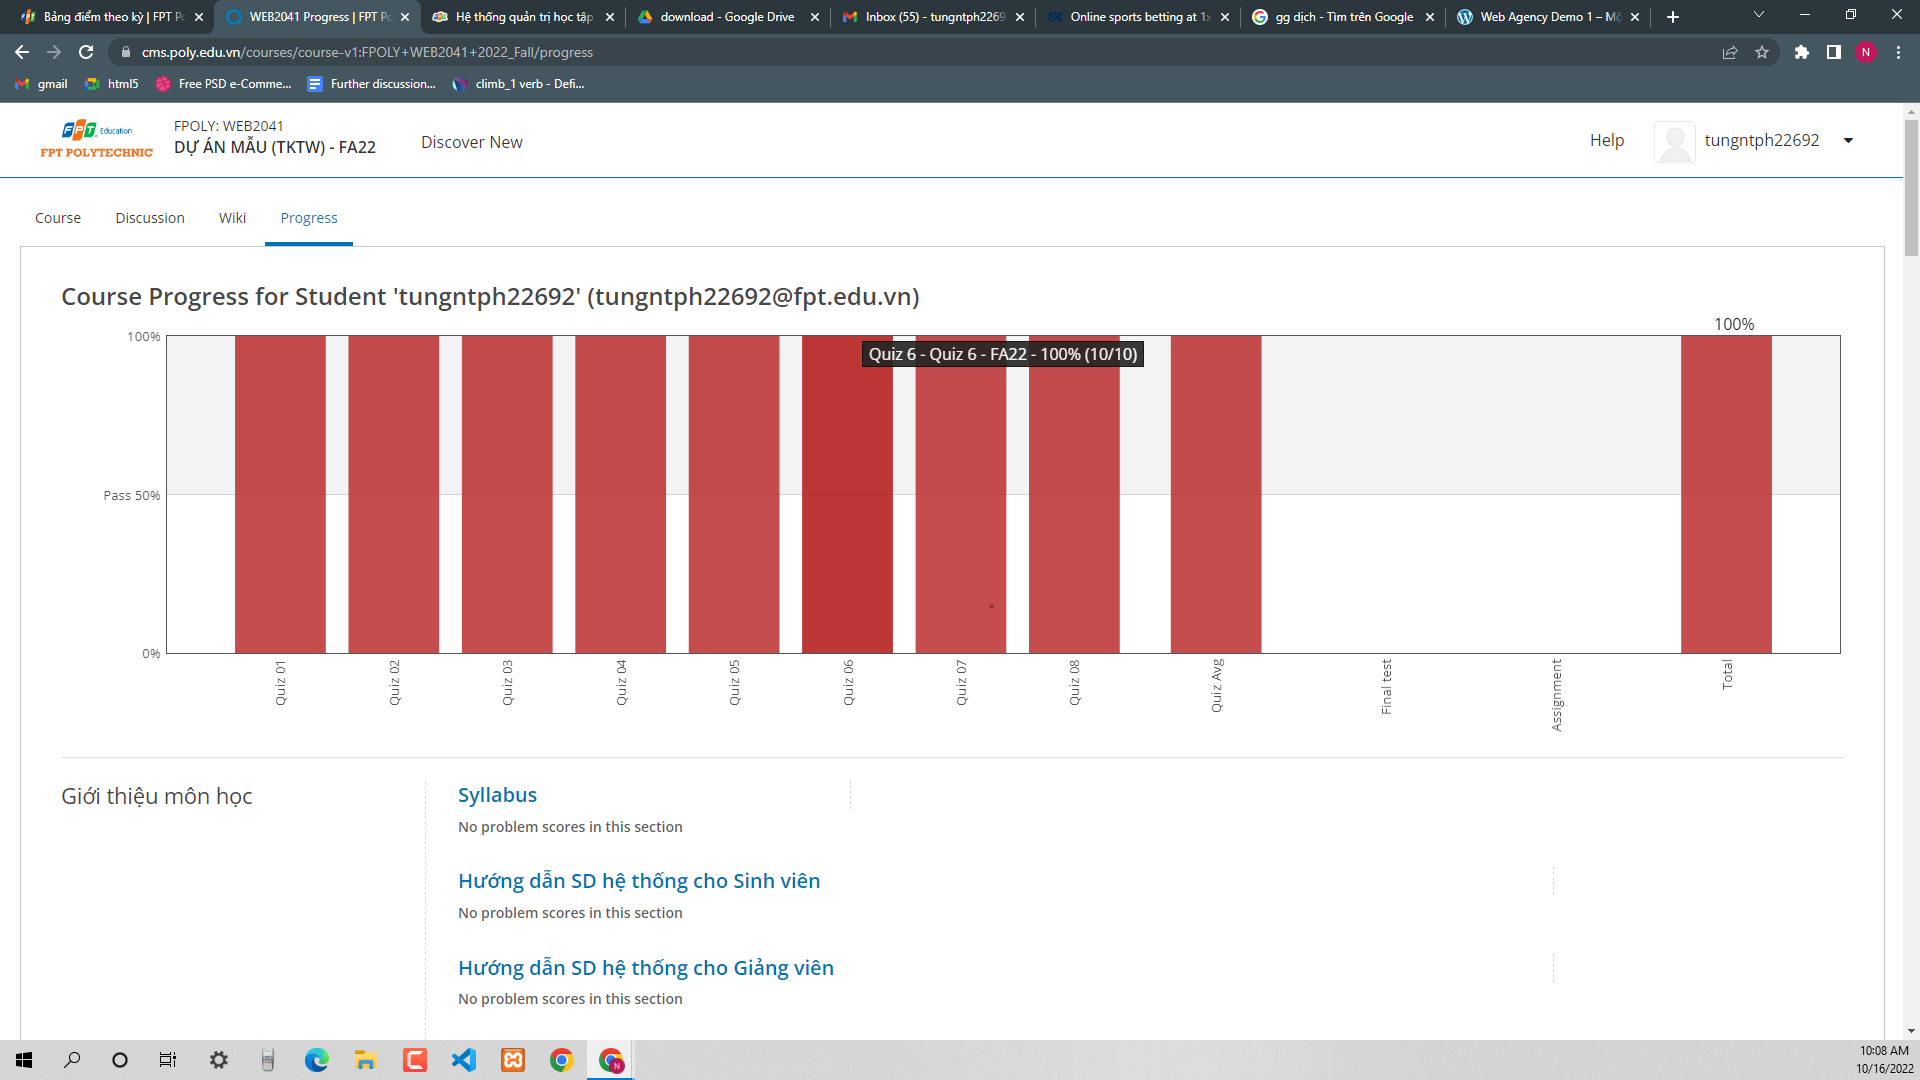 Bảng điểm theo kỳ | FPT Po
WEB2041 Progress | FPT Po
Hệ thống quản trị học tập
download - Google Drive
Inbox (55) - tungntph2269
Online sports betting at 1x
gg dịch - Tìm trên Google
Web Agency Demo 1 – Mộ
cms.poly.edu.vn/courses/course-v1:FPOLY+WEB2041+2022_Fall/progress
N
gmail
html5
Free PSD e-Comme...
Further discussion...
climb_1 verb - Defi...
FPT Education
FPT POLYTECHNIC
FPOLY: WEB2041
DỰ ÁN MẪU (TKTW) - FA22
Discover New
Help
tungntph22692
Course
Discussion
Wiki
Progress
Course Progress for Student 'tungntph22692' (tungntph22692@fpt.edu.vn)
100%
100%
Quiz 6 - Quiz 6 - FA22 - 100% (10/10)
Pass 50%
0%
Quiz 01
Quiz 02
Quiz 03
Quiz 04
Quiz 05
Quiz 06
Quiz 07
Quiz 08
Quiz Avg
Final test
Assignment
Total
Giới thiệu môn học
Syllabus
No problem scores in this section
Hướng dẫn SD hệ thống cho Sinh viên
No problem scores in this section
Hướng dẫn SD hệ thống cho Giảng viên
No problem scores in this section
10:08 AM
10/16/2022